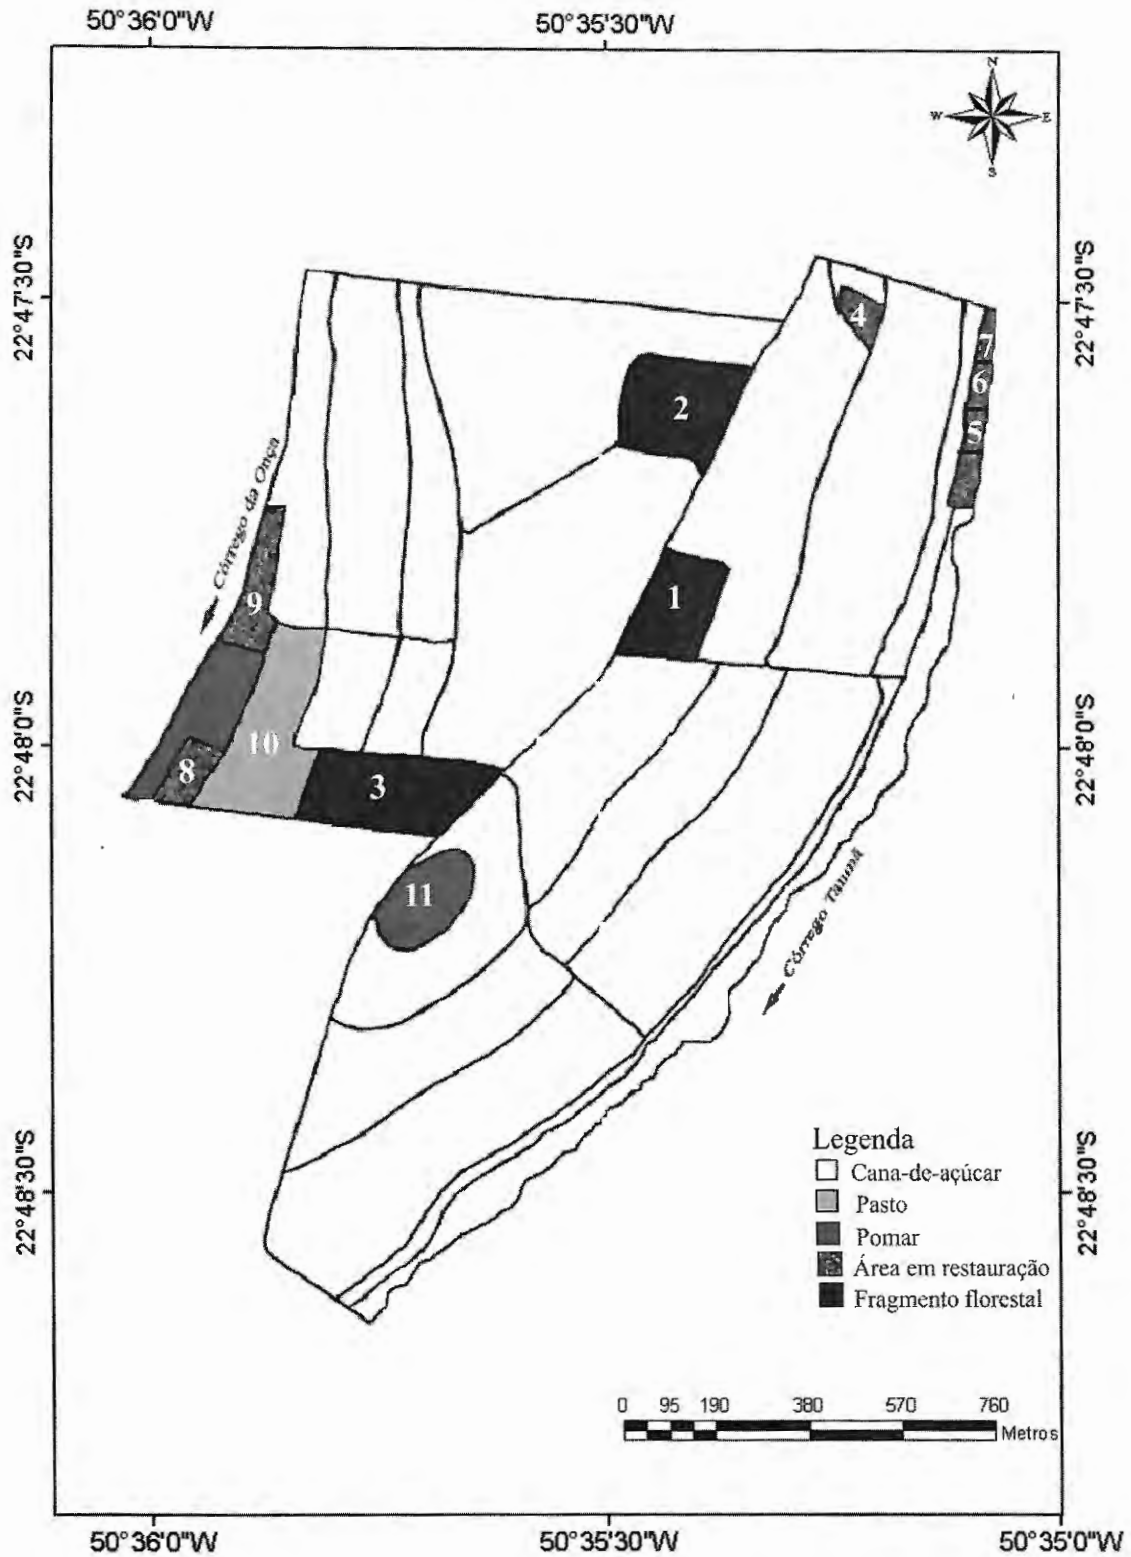 50°36'0"W 50°35'30"W
N
W E
S
22°47'30"S 22°47'30"S
4
7
6
2
5
Córrego da Onça
1
9
22°48'0"S 22°48'0"S
10
8
3
11
Córrego Taiumã
Legenda
Cana-de-açúcar
Pasto
Pomar
Área em restauração
Fragmento florestal
22°48'30"S 22°48'30"S
0 95 190 380 570 760
Metros
50°36'0"W 50°35'30"W 50°35'0"W